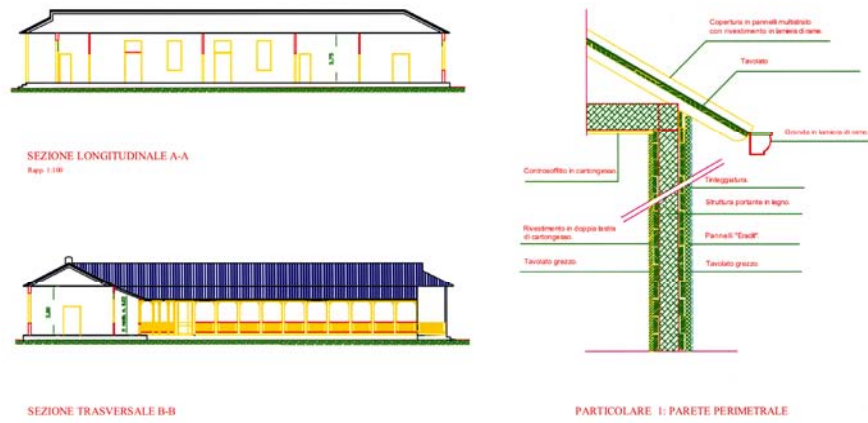 3,75
SEZIONE LONGITUDINALE A-A
Rapp. 1:100
SEZIONE TRASVERSALE B-B
Copertura in pannelli multistrato
con rivestimento in lamiera di rame.
Tavolato
Gronda in lamiera di rame.
Controsoffitto in cartongesso.
Tinteggiatura.
Struttura portante in legno.
Rivestimento in doppia lastra
di cartongesso.
Pannelli "Eraclit".
Tavolato grezzo.
Tavolato grezzo.
PARTICOLARE 1: PARETE PERIMETRALE